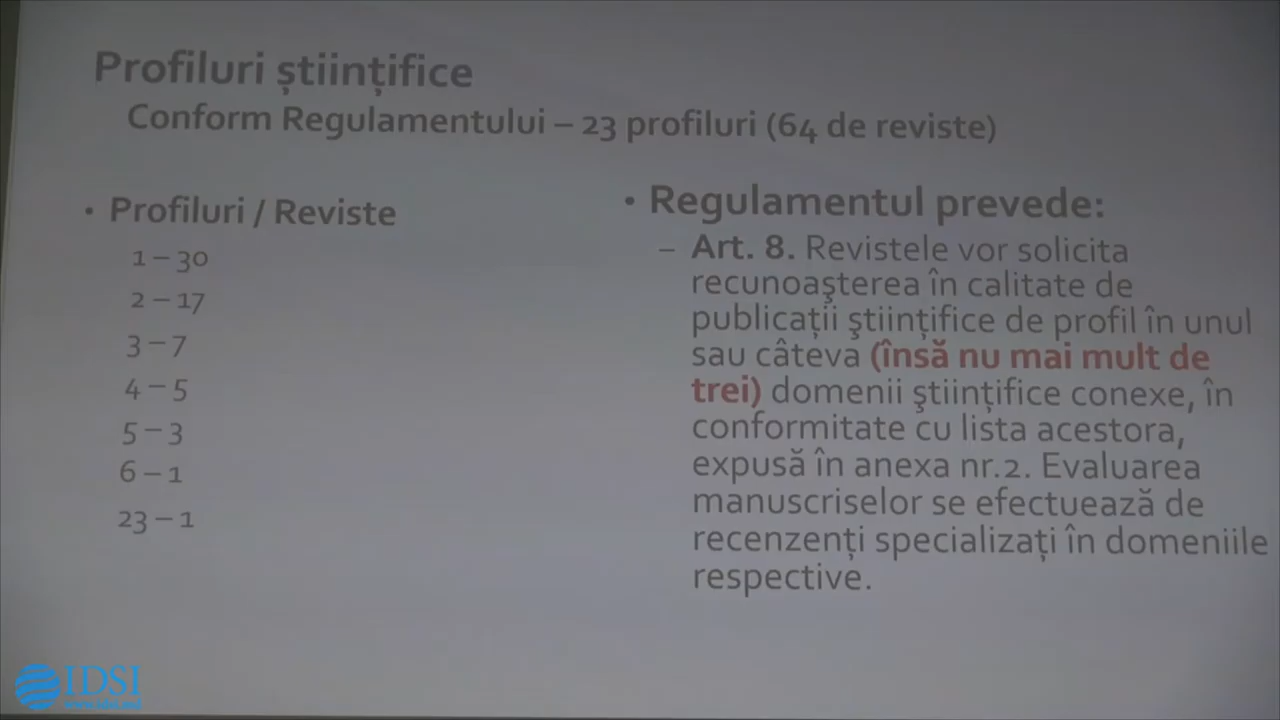 Profiluri științifice
Conform Regulamentului – 23 profiluri (64 de reviste)
• Profiluri / Reviste
1 – 30
2 – 17
3 – 7
4 – 5
5 – 3
6 – 1
23 – 1
• Regulamentul prevede:
– Art. 8. Revistele vor solicita
recunoaşterea în calitate de
publicații ştiințifice de profil în unul
sau câteva (însă nu mai mult de
trei) domenii ştiințifice conexe, în
conformitate cu lista acestora,
expusă în anexa nr.2. Evaluarea
manuscriselor se efectuează de
recenzenți specializați în domeniile
respective.
IDSI
www.idsi.md